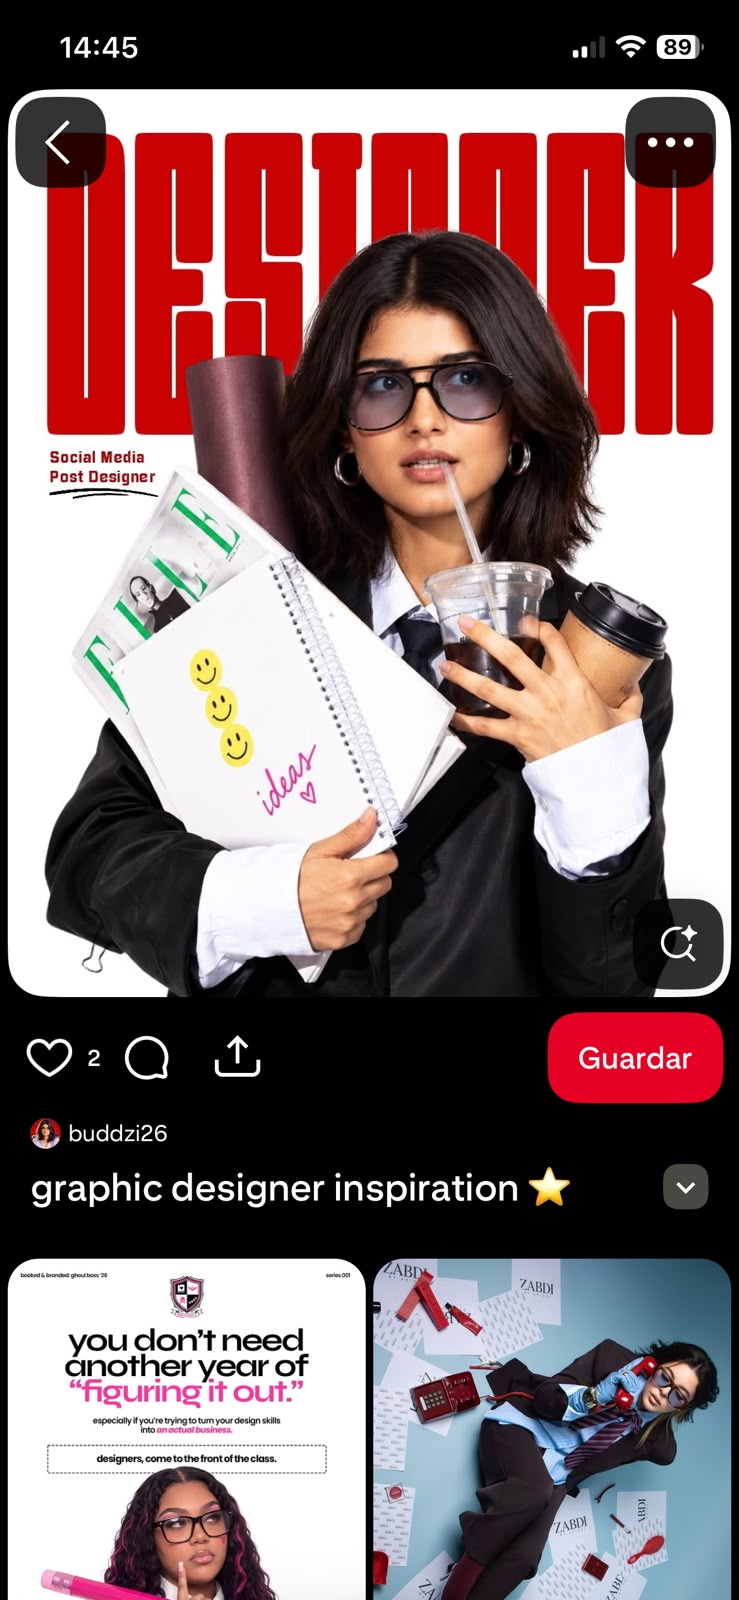 14:45
89
DESIGNER
Social Media
Post Designer
ELLE
ideas
2
Guardar
buddzi26
graphic designer inspiration
booked & branded: ghoul boss '26
series 001
you don't need
another year of
“figuring it out.”
especially if you're trying to turn your design skills
into an actual business.
designers, come to the front of the class.
ZABDI
ZABDI
ZABDI
ZABDI